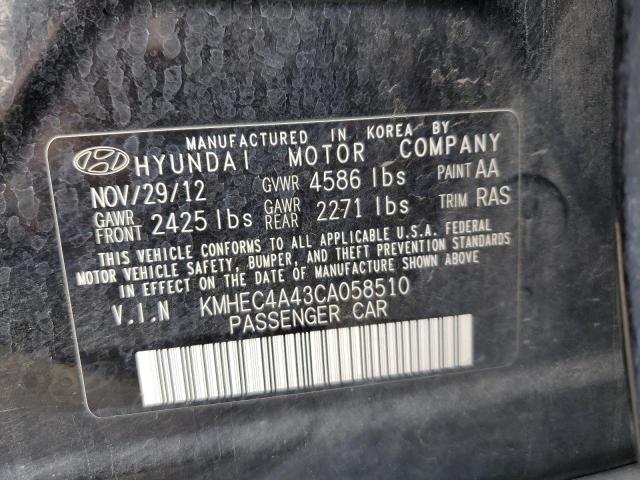 MANUFACTURED IN KOREA BY
HYUNDAI MOTOR COMPANY
NOV/29/12 GVWR 4586 lbs PAINT AA
GAWR FRONT 2425 lbs GAWR REAR 2271 lbs TRIM RAS
THIS VEHICLE CONFORMS TO ALL APPLICABLE U.S.A. FEDERAL
MOTOR VEHICLE SAFETY, BUMPER, AND THEFT PREVENTION STANDARDS
IN EFFECT ON THE DATE OF MANUFACTURE SHOWN ABOVE
V.I.N KMHEC4A43CA058510
PASSENGER CAR